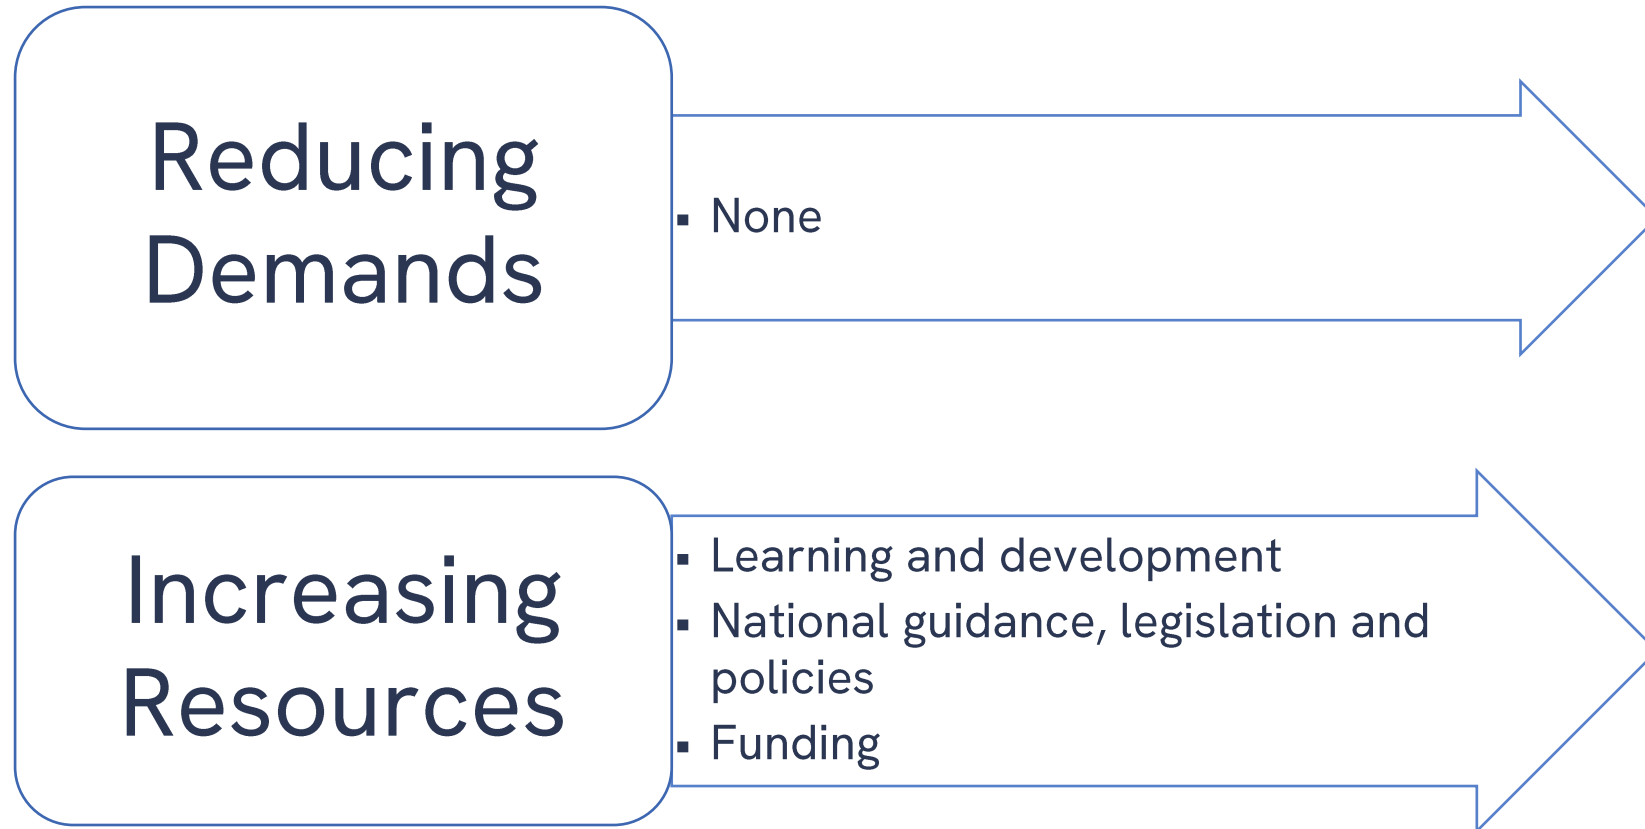 Reducing
Demands
▪ None
Increasing
Resources
▪ Learning and development
▪ National guidance, legislation and
policies
▪ Funding